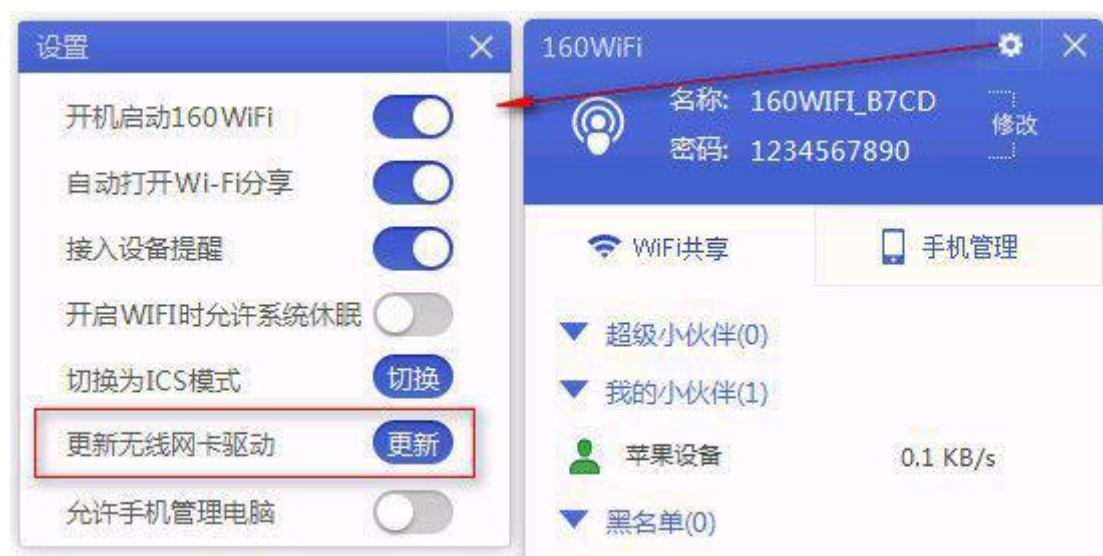 设置
开机启动160WiFi
自动打开Wi-Fi分享
接入设备提醒
开启WIFI时允许系统休眠
切换为ICS模式 切换
更新无线网卡驱动 更新
允许手机管理电脑
160WiFi
名称: 160WIFI_B7CD
修改
密码: 1234567890
WiFi共享 手机管理
超级小伙伴(0)
我的小伙伴(1)
苹果设备 0.1 KB/s
黑名单(0)